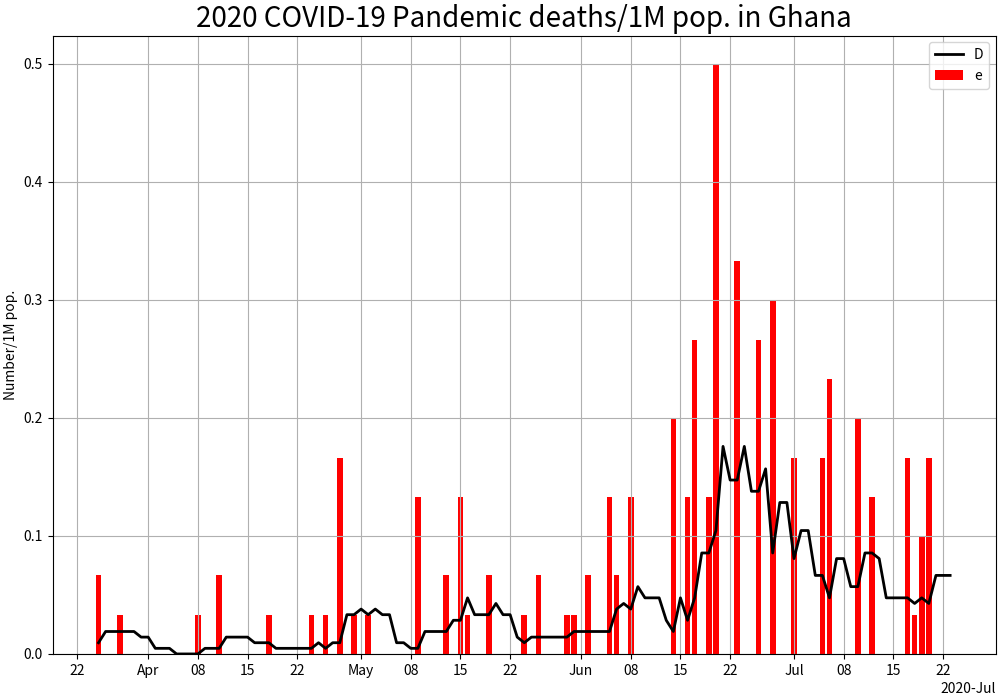 2020 COVID-19 Pandemic deaths/1M pop. in Ghana
D
e
Number/1M pop.
0.5
0.4
0.3
0.2
0.1
0.0
22 Apr 08 15 22 May 08 15 22 Jun 08 15 22 Jul 08 15 22
2020-Jul